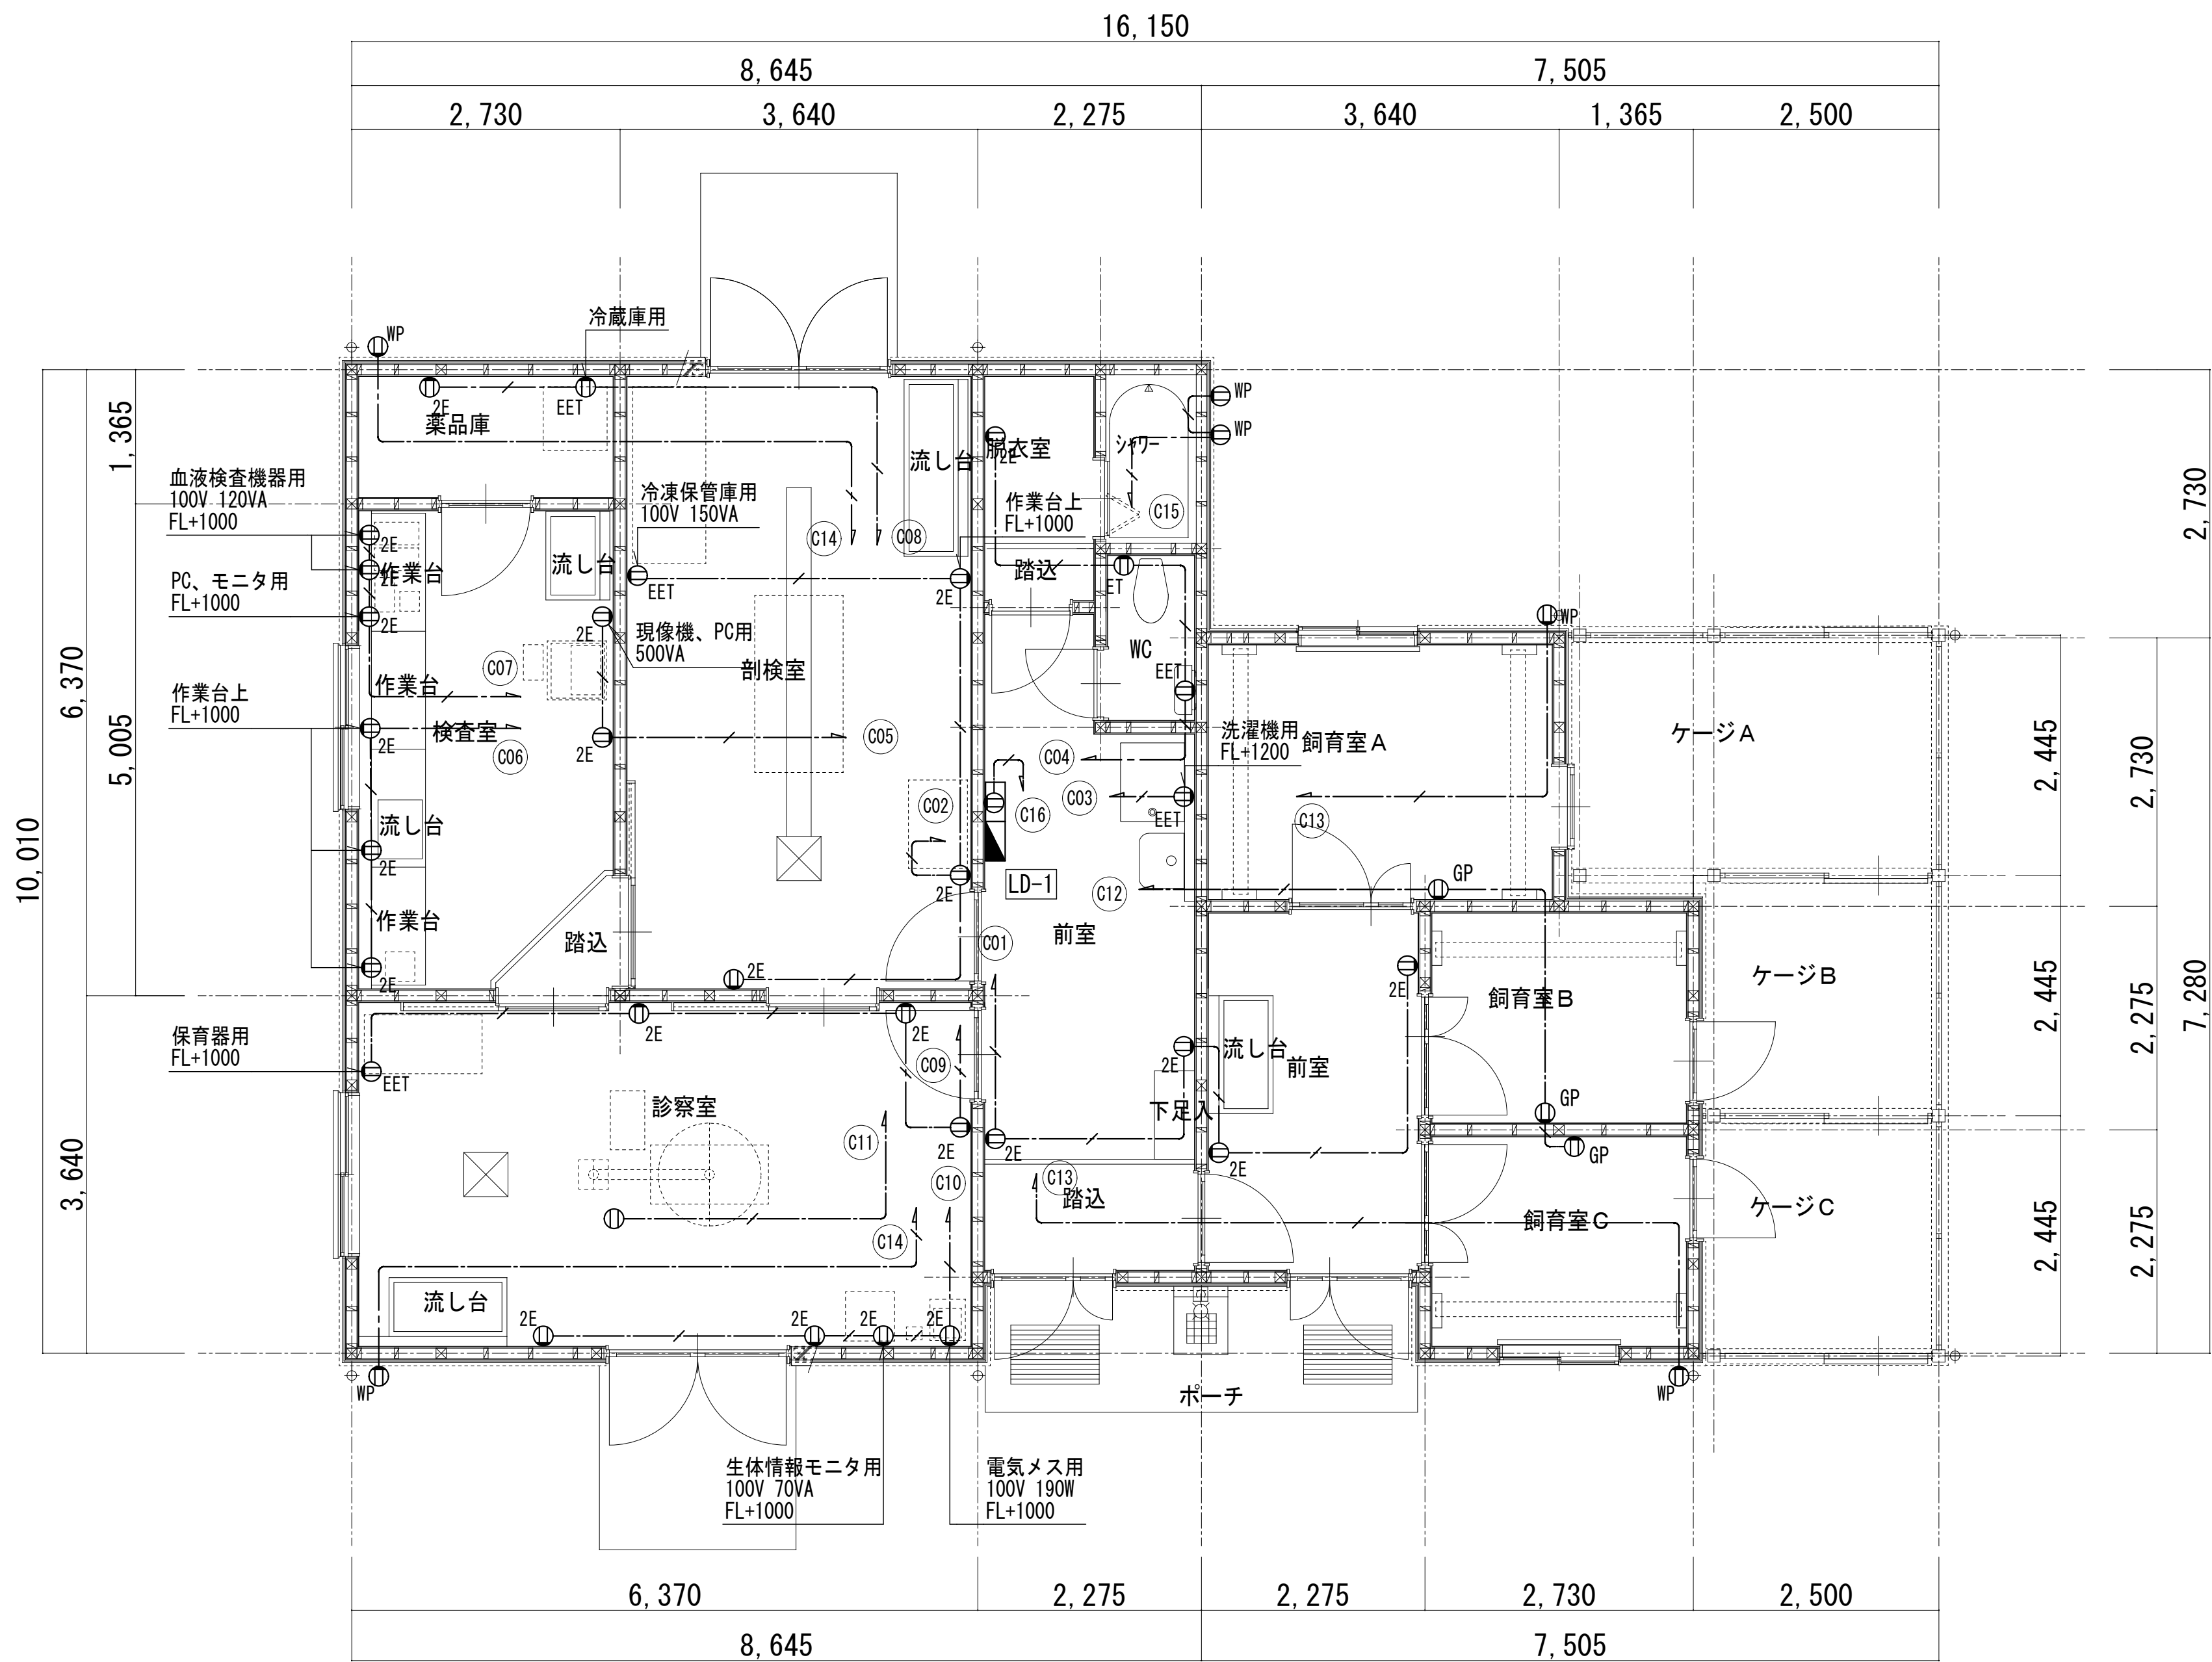 16,150
8,645
7,505
2,730
3,640
2,275
3,640
1,365
2,500
冷蔵庫用
WP
2E
EET
薬品庫
WP
WP
1,365
流し台
脱衣室
2E
シャワー
血液検査機器用
100V 120VA
FL+1000
冷凍保管庫用
100V 150VA
作業台上
FL+1000
C15
C14
C08
2,730
2E
作業台
2E
流し台
PC、モニタ用
FL+1000
EET
2E
踏込
ET
2E
2E
現像機、PC用
500VA
WP
6,370
C07
剖検室
WC
EET
作業台上
FL+1000
作業台
検査室
2E
C06
2E
C05
C04
洗濯機用
FL+1200
飼育室A
ケージA
5,005
2,445
2,730
C02
C16
C03
EET
C13
流し台
10,010
2E
LD-1
2E
C12
GP
作業台
踏込
C01
前室
2E
2E
2E
ケージB
飼育室B
2,445
2,275
7,280
保育器用
FL+1000
EET
2E
2E
C09
2E
流し台
前室
診察室
C11
2E
2E
下足入
2E
GP
GP
3,640
C10
C13
踏込
C14
飼育室C
ケージC
2,445
2,275
流し台
2E
2E
2E
2E
WP
ポーチ
WP
生体情報モニタ用
100V 70VA
FL+1000
電気メス用
100V 190W
FL+1000
6,370
2,275
2,275
2,730
2,500
8,645
7,505